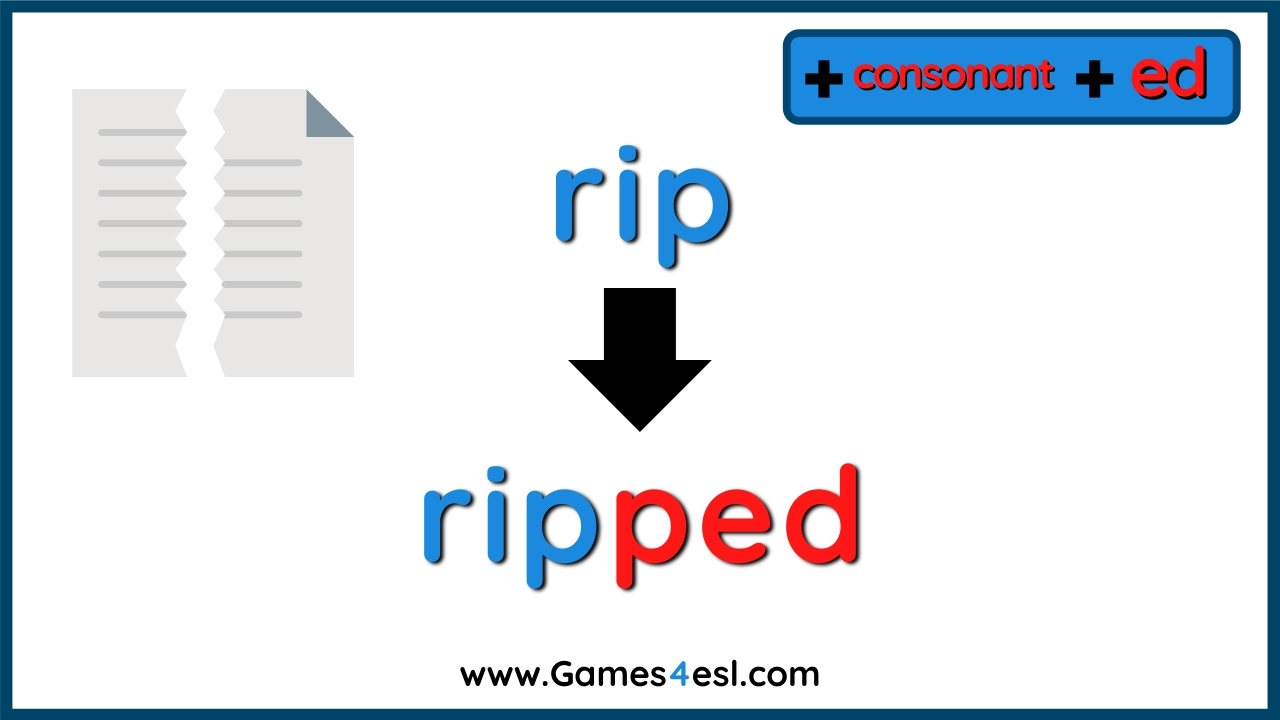 + consonant + ed
rip
ripped
www.Games4esl.com